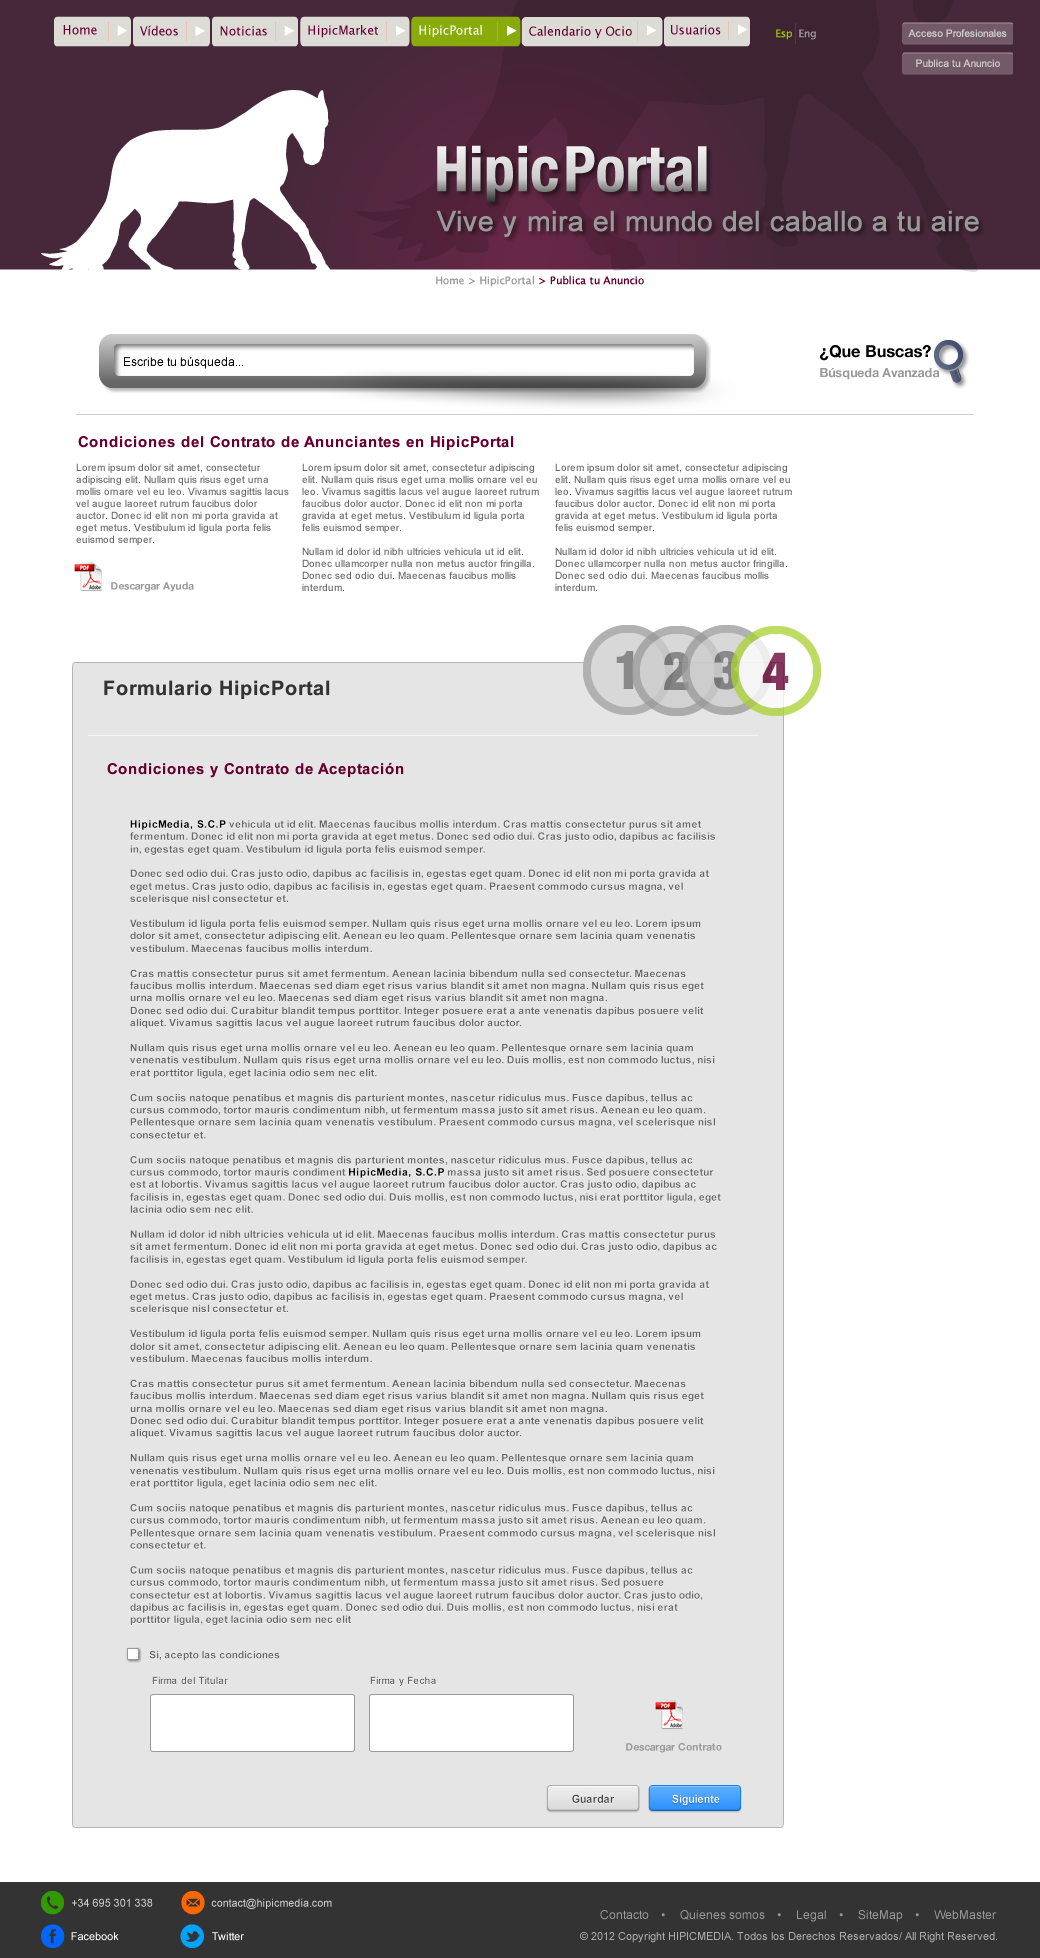 Home Vídeos Noticias HipicMarket HipicPortal Calendario y Ocio Usuarios Esp Eng
Acceso Profesionales
Publica tu Anuncio
HipicPortal
Vive y mira el mundo del caballo a tu aire
Home > HipicPortal > Publica tu Anuncio
Escribe tu búsqueda...
¿Que Buscas?
Búsqueda Avanzada
Condiciones del Contrato de Anunciantes en HipicPortal
Lorem ipsum dolor sit amet, consectetur
adipiscing elit. Nullam quis risus eget urna
mollis ornare vel eu leo. Vivamus sagittis lacus
vel augue laoreet rutrum faucibus dolor
auctor. Donec id elit non mi porta gravida at
eget metus. Vestibulum id ligula porta felis
euismod semper.
PDF
Adobe
Descargar Ayuda
Lorem ipsum dolor sit amet, consectetur adipiscing
elit. Nullam quis risus eget urna mollis ornare vel eu
leo. Vivamus sagittis lacus vel augue laoreet rutrum
faucibus dolor auctor. Donec id elit non mi porta
gravida at eget metus. Vestibulum id ligula porta
felis euismod semper.
Nullam id dolor id nibh ultricies vehicula ut id elit.
Donec ullamcorper nulla non metus auctor fringilla.
Donec sed odio dui. Maecenas faucibus mollis
interdum.
Lorem ipsum dolor sit amet, consectetur adipiscing
elit. Nullam quis risus eget urna mollis ornare vel eu
leo. Vivamus sagittis lacus vel augue laoreet rutrum
faucibus dolor auctor. Donec id elit non mi porta
gravida at eget metus. Vestibulum id ligula porta
felis euismod semper.
Nullam id dolor id nibh ultricies vehicula ut id elit.
Donec ullamcorper nulla non metus auctor fringilla.
Donec sed odio dui. Maecenas faucibus mollis
interdum.
1 2 3 4
Formulario HipicPortal
Condiciones y Contrato de Aceptación
HipicMedia, S.C.P vehicula ut id elit. Maecenas faucibus mollis interdum. Cras mattis consectetur purus sit amet
fermentum. Donec id elit non mi porta gravida at eget metus. Donec sed odio dui. Cras justo odio, dapibus ac facilisis
in, egestas eget quam. Vestibulum id ligula porta felis euismod semper.
Donec sed odio dui. Cras justo odio, dapibus ac facilisis in, egestas eget quam. Donec id elit non mi porta gravida at
eget metus. Cras justo odio, dapibus ac facilisis in, egestas eget quam. Praesent commodo cursus magna, vel
scelerisque nisl consectetur et.
Vestibulum id ligula porta felis euismod semper. Nullam quis risus eget urna mollis ornare vel eu leo. Lorem ipsum
dolor sit amet, consectetur adipiscing elit. Aenean eu leo quam. Pellentesque ornare sem lacinia quam venenatis
vestibulum. Maecenas faucibus mollis interdum.
Cras mattis consectetur purus sit amet fermentum. Aenean lacinia bibendum nulla sed consectetur. Maecenas
faucibus mollis interdum. Maecenas sed diam eget risus varius blandit sit amet non magna. Nullam quis risus eget
urna mollis ornare vel eu leo. Maecenas sed diam eget risus varius blandit sit amet non magna.
Donec sed odio dui. Curabitur blandit tempus porttitor. Integer posuere erat a ante venenatis dapibus posuere velit
aliquet. Vivamus sagittis lacus vel augue laoreet rutrum faucibus dolor auctor.
Nullam quis risus eget urna mollis ornare vel eu leo. Aenean eu leo quam. Pellentesque ornare sem lacinia quam
venenatis vestibulum. Nullam quis risus eget urna mollis ornare vel eu leo. Duis mollis, est non commodo luctus, nisi
erat porttitor ligula, eget lacinia odio sem nec elit.
Cum sociis natoque penatibus et magnis dis parturient montes, nascetur ridiculus mus. Fusce dapibus, tellus ac
cursus commodo, tortor mauris condimentum nibh, ut fermentum massa justo sit amet risus. Aenean eu leo quam.
Pellentesque ornare sem lacinia quam venenatis vestibulum. Praesent commodo cursus magna, vel scelerisque nisl
consectetur et.
Cum sociis natoque penatibus et magnis dis parturient montes, nascetur ridiculus mus. Fusce dapibus, tellus ac
cursus commodo, tortor mauris condiment HipicMedia, S.C.P massa justo sit amet risus. Sed posuere consectetur
est at lobortis. Vivamus sagittis lacus vel augue laoreet rutrum faucibus dolor auctor. Cras justo odio, dapibus ac
facilisis in, egestas eget quam. Donec sed odio dui. Duis mollis, est non commodo luctus, nisi erat porttitor ligula, eget
lacinia odio sem nec elit.
Nullam id dolor id nibh ultricies vehicula ut id elit. Maecenas faucibus mollis interdum. Cras mattis consectetur purus
sit amet fermentum. Donec id elit non mi porta gravida at eget metus. Donec sed odio dui. Cras justo odio, dapibus ac
facilisis in, egestas eget quam. Vestibulum id ligula porta felis euismod semper.
Donec sed odio dui. Cras justo odio, dapibus ac facilisis in, egestas eget quam. Donec id elit non mi porta gravida at
eget metus. Cras justo odio, dapibus ac facilisis in, egestas eget quam. Praesent commodo cursus magna, vel
scelerisque nisl consectetur et.
Vestibulum id ligula porta felis euismod semper. Nullam quis risus eget urna mollis ornare vel eu leo. Lorem ipsum
dolor sit amet, consectetur adipiscing elit. Aenean eu leo quam. Pellentesque ornare sem lacinia quam venenatis
vestibulum. Maecenas faucibus mollis interdum.
Cras mattis consectetur purus sit amet fermentum. Aenean lacinia bibendum nulla sed consectetur. Maecenas
faucibus mollis interdum. Maecenas sed diam eget risus varius blandit sit amet non magna. Nullam quis risus eget
urna mollis ornare vel eu leo. Maecenas sed diam eget risus varius blandit sit amet non magna.
Donec sed odio dui. Curabitur blandit tempus porttitor. Integer posuere erat a ante venenatis dapibus posuere velit
aliquet. Vivamus sagittis lacus vel augue laoreet rutrum faucibus dolor auctor.
Nullam quis risus eget urna mollis ornare vel eu leo. Aenean eu leo quam. Pellentesque ornare sem lacinia quam
venenatis vestibulum. Nullam quis risus eget urna mollis ornare vel eu leo. Duis mollis, est non commodo luctus, nisi
erat porttitor ligula, eget lacinia odio sem nec elit.
Cum sociis natoque penatibus et magnis dis parturient montes, nascetur ridiculus mus. Fusce dapibus, tellus ac
cursus commodo, tortor mauris condimentum nibh, ut fermentum massa justo sit amet risus. Aenean eu leo quam.
Pellentesque ornare sem lacinia quam venenatis vestibulum. Praesent commodo cursus magna, vel scelerisque nisl
consectetur et.
Cum sociis natoque penatibus et magnis dis parturient montes, nascetur ridiculus mus. Fusce dapibus, tellus ac
cursus commodo, tortor mauris condimentum nibh, ut fermentum massa justo sit amet risus. Sed posuere
consectetur est at lobortis. Vivamus sagittis lacus vel augue laoreet rutrum faucibus dolor auctor. Cras justo odio,
dapibus ac facilisis in, egestas eget quam. Donec sed odio dui. Duis mollis, est non commodo luctus, nisi erat
porttitor ligula, eget lacinia odio sem nec elit
Si, acepto las condiciones
Firma del Titular Firma y Fecha
PDF
Adobe
Descargar Contrato
Guardar Siguiente
+34 695 301 338 contact@hipicmedia.com
Facebook Twitter
Contacto • Quienes somos • Legal • SiteMap • WebMaster
© 2012 Copyright HIPICMEDIA. Todos los Derechos Reservados/ All Right Reserved.